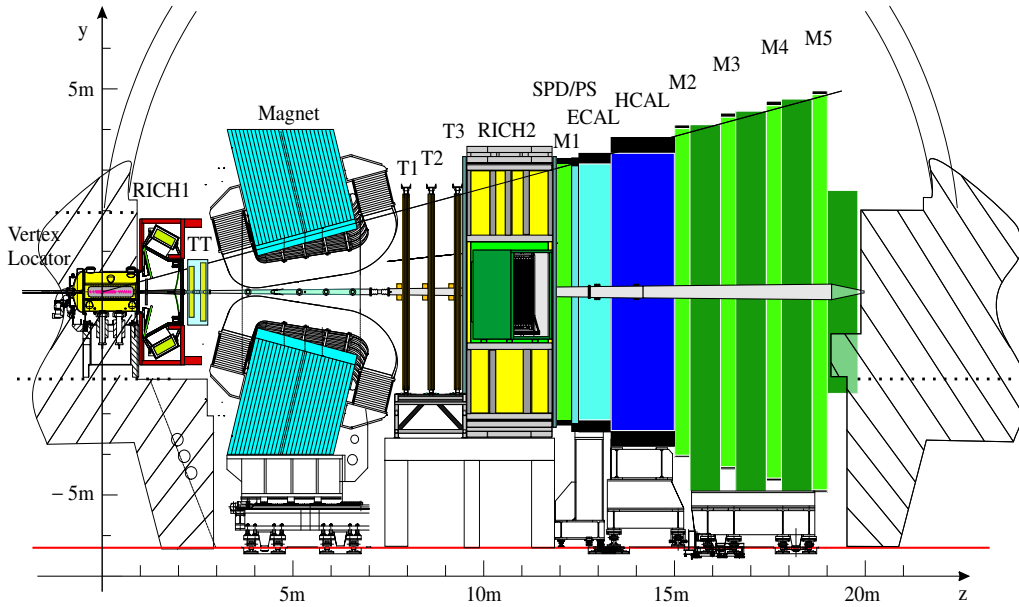 y
5m
Vertex
Locator
RICH1
TT
Magnet
T1
T2
T3
RICH2
M1
SPD/PS
ECAL
HCAL
M2
M3
M4
M5
− 5m
5m
10m
15m
20m
z